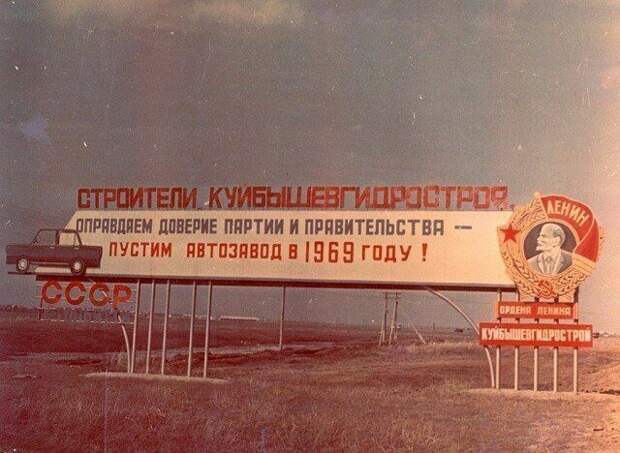 СТРОИТЕЛИ КУЙБЫШЕВГИДРОСТРОЯ
ОПРАВДАЕМ ДОВЕРИЕ ПАРТИИ И ПРАВИТЕЛЬСТВА —
ПУСТИМ АВТОЗАВОД В 1969 ГОДУ !
СССР
ЛЕНИН
ОРДЕНА ЛЕНИНА
КУЙБЫШЕВГИДРОСТРОЙ